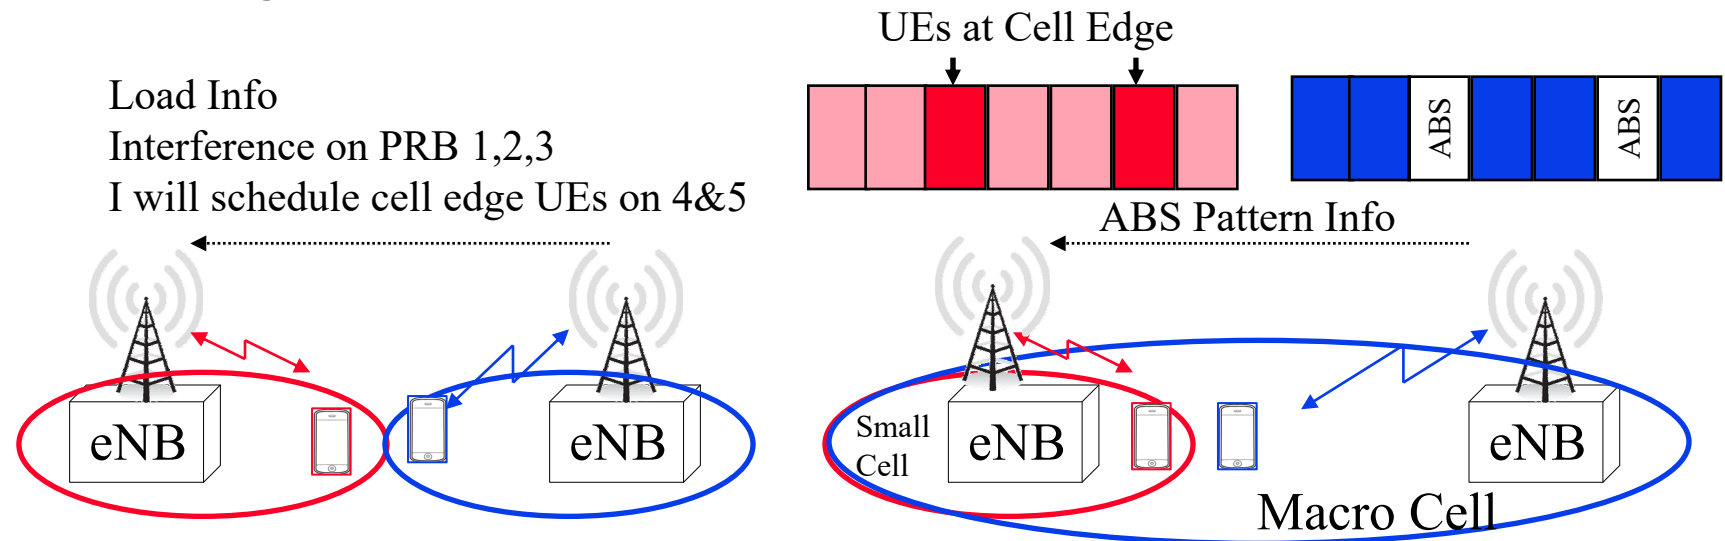 Load Info
Interference on PRB 1,2,3
I will schedule cell edge UEs on 4&5
eNB
eNB
UEs at Cell Edge
ABS
ABS
ABS Pattern Info
Small
Cell
eNB
eNB
Macro Cell